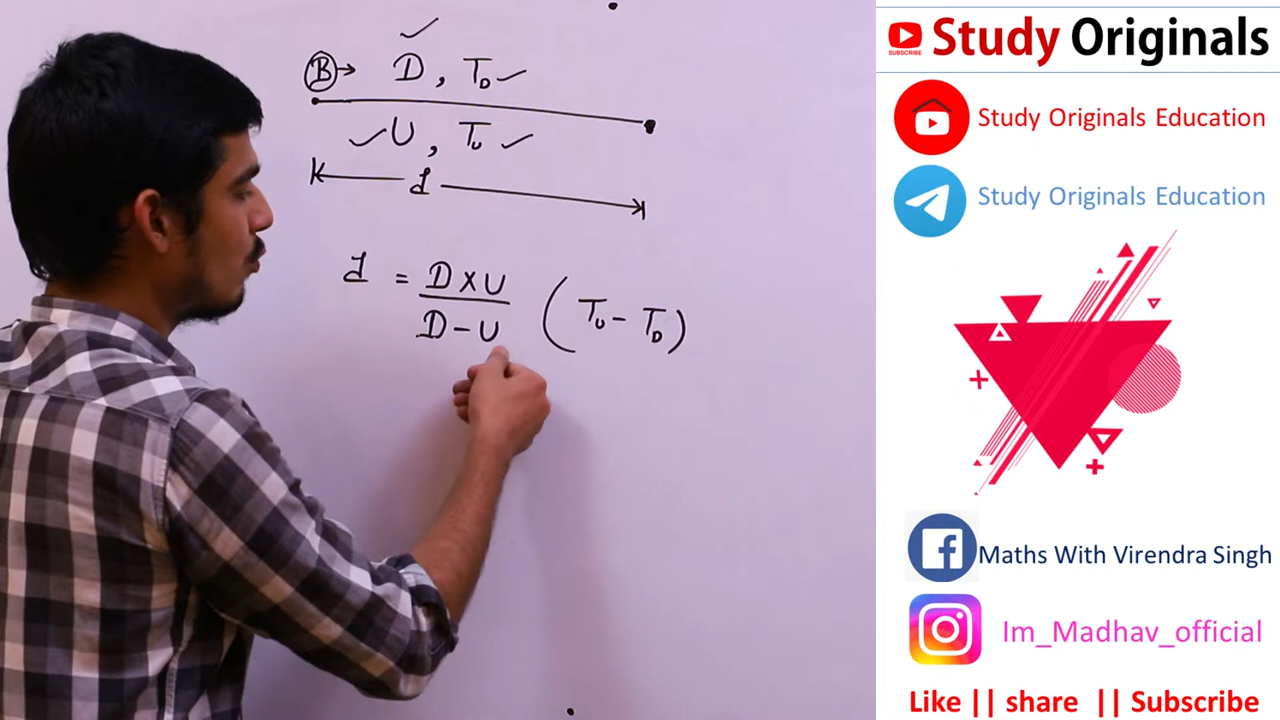 B → D, T_D ✓
✓ U, T_U ✓
d
d = D×U / D−U (T_U − T_D)
SUBSCRIBE
Study Originals
Study Originals Education
Study Originals Education
Maths With Virendra Singh
Im_Madhav_official
Like || share || Subscribe